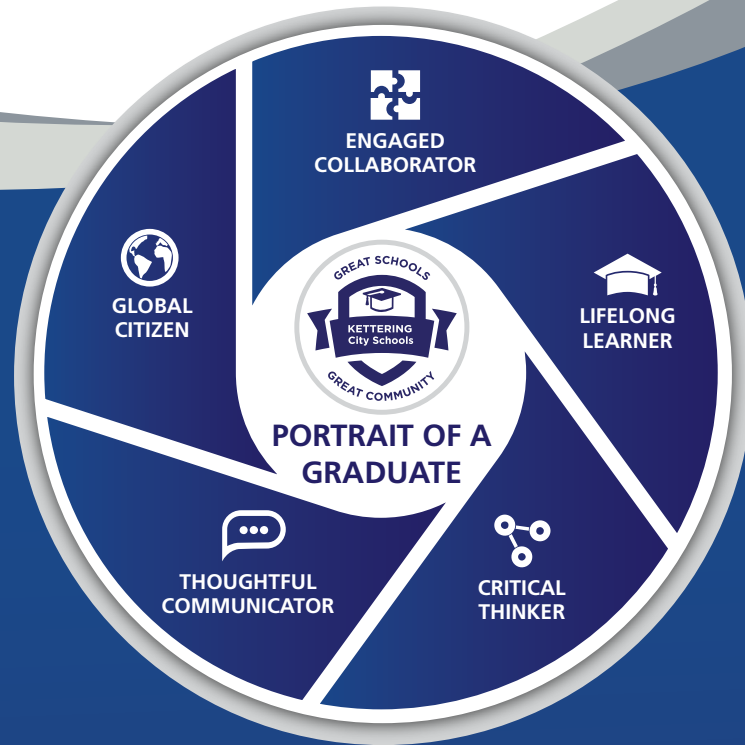 ENGAGED
COLLABORATOR
LIFELONG
LEARNER
CRITICAL
THINKER
THOUGHTFUL
COMMUNICATOR
GLOBAL
CITIZEN
GREAT SCHOOLS
KETTERING
City Schools
GREAT COMMUNITY
PORTRAIT OF A
GRADUATE